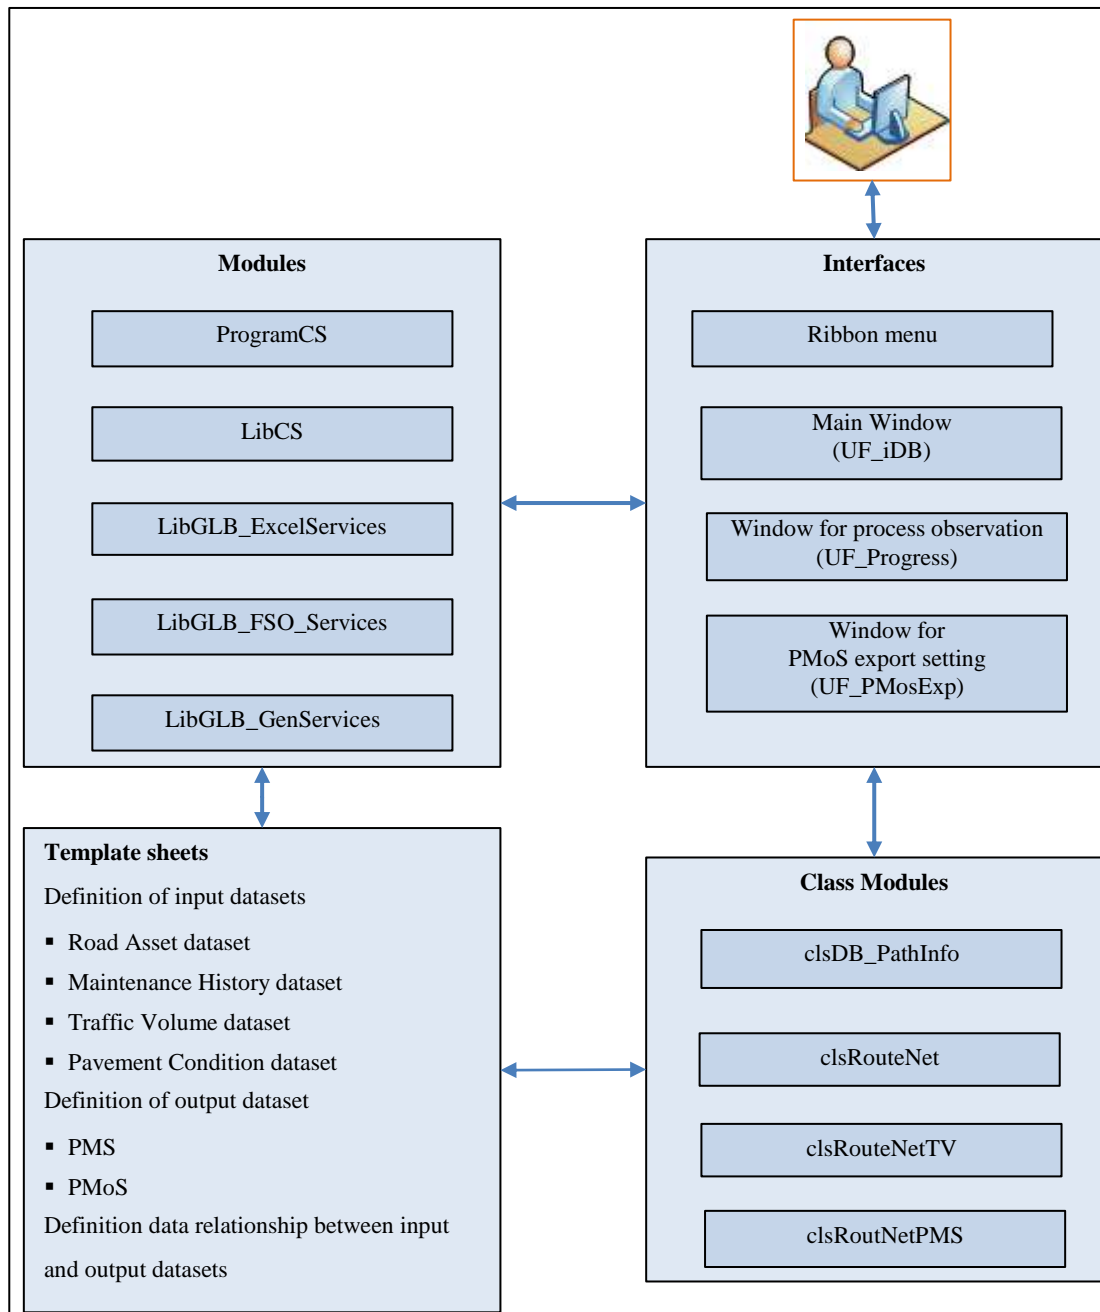 Modules
ProgramCS
LibCS
LibGLB_ExcelServices
LibGLB_FSO_Services
LibGLB_GenServices
Interfaces
Ribbon menu
Main Window
(UF_iDB)
Window for process observation
(UF_Progress)
Window for
PMoS export setting
(UF_PMosExp)
Template sheets
Definition of input datasets
▪ Road Asset dataset
▪ Maintenance History dataset
▪ Traffic Volume dataset
▪ Pavement Condition dataset
Definition of output dataset
▪ PMS
▪ PMoS
Definition data relationship between input
and output datasets
Class Modules
clsDB_PathInfo
clsRouteNet
clsRouteNetTV
clsRoutNetPMS